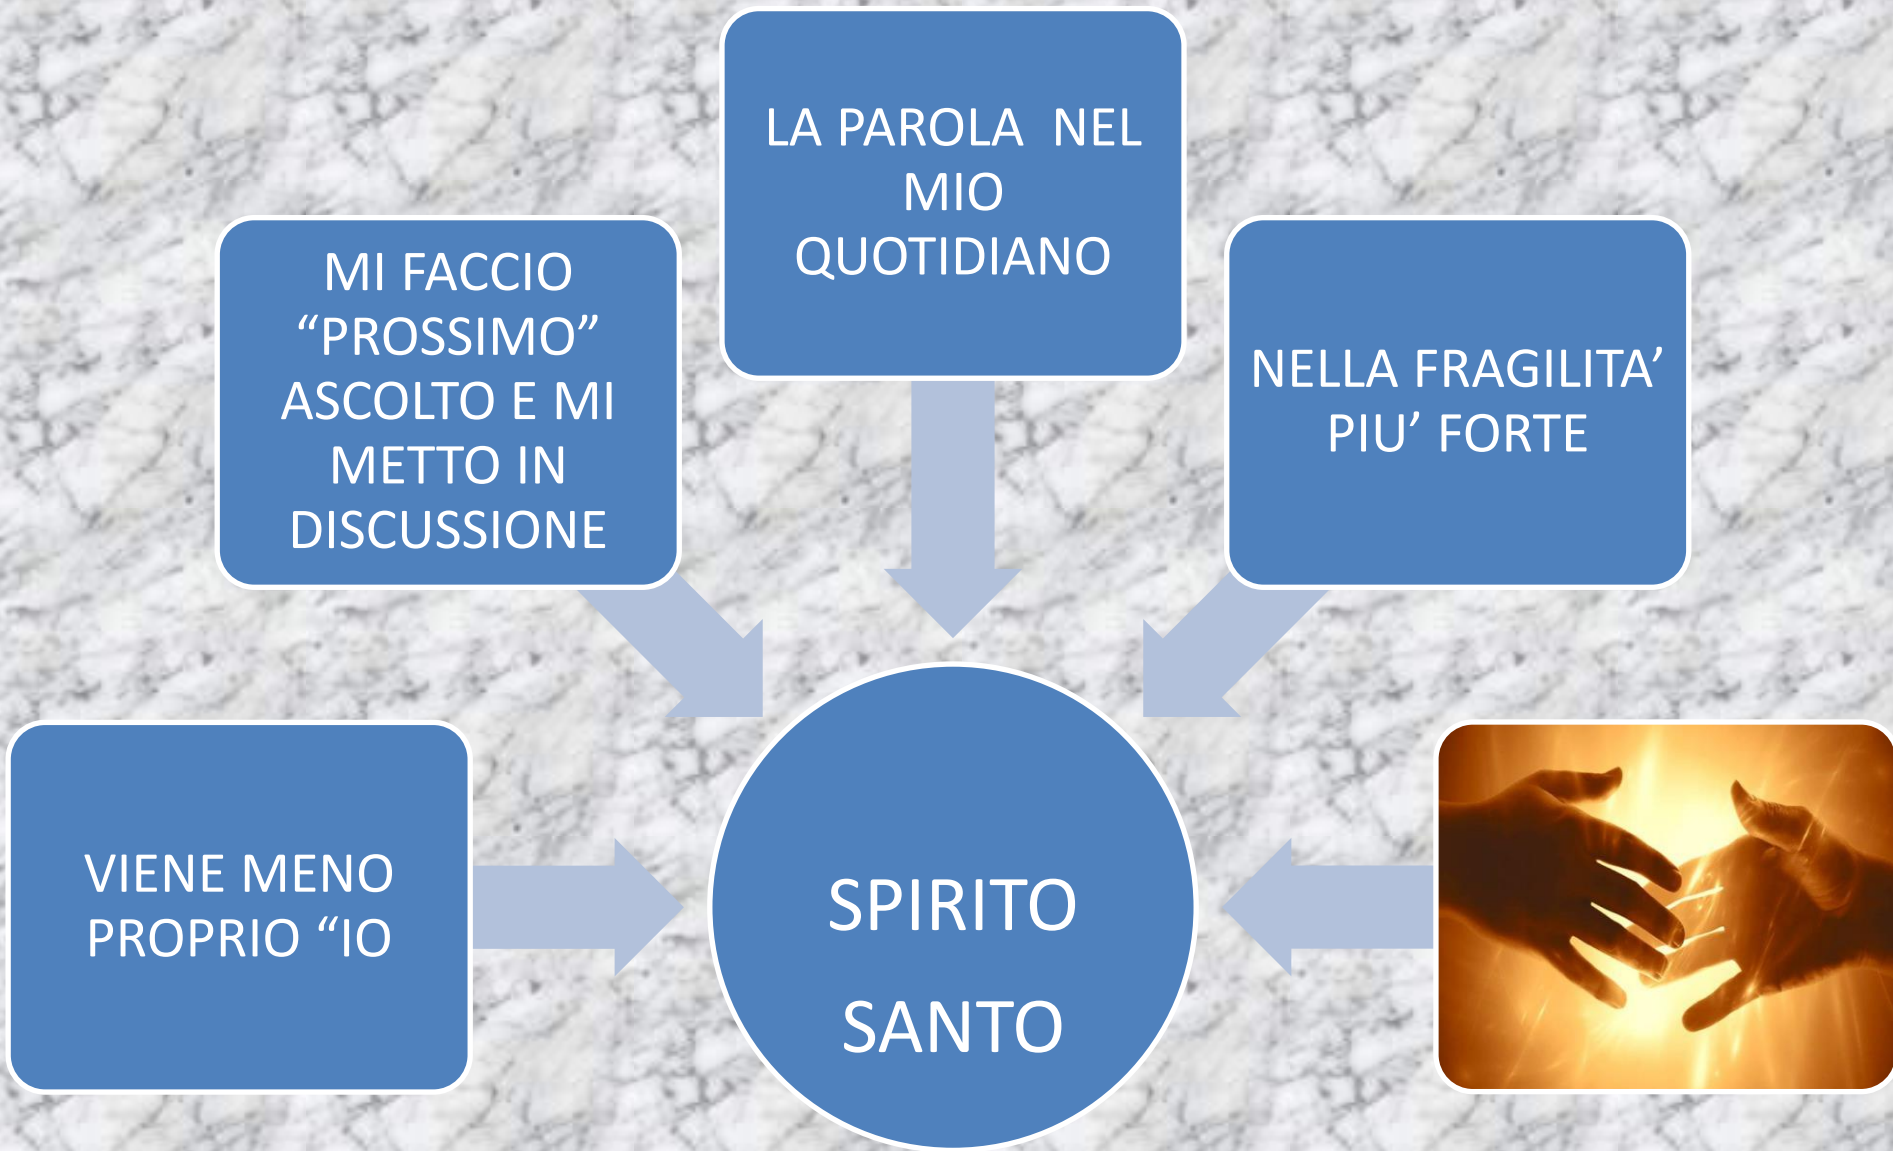 LA PAROLA NEL
MIO
QUOTIDIANO
MI FACCIO
“PROSSIMO”
ASCOLTO E MI
METTO IN
DISCUSSIONE
NELLA FRAGILITA’
PIU’ FORTE
VIENE MENO
PROPRIO “IO
SPIRITO
SANTO